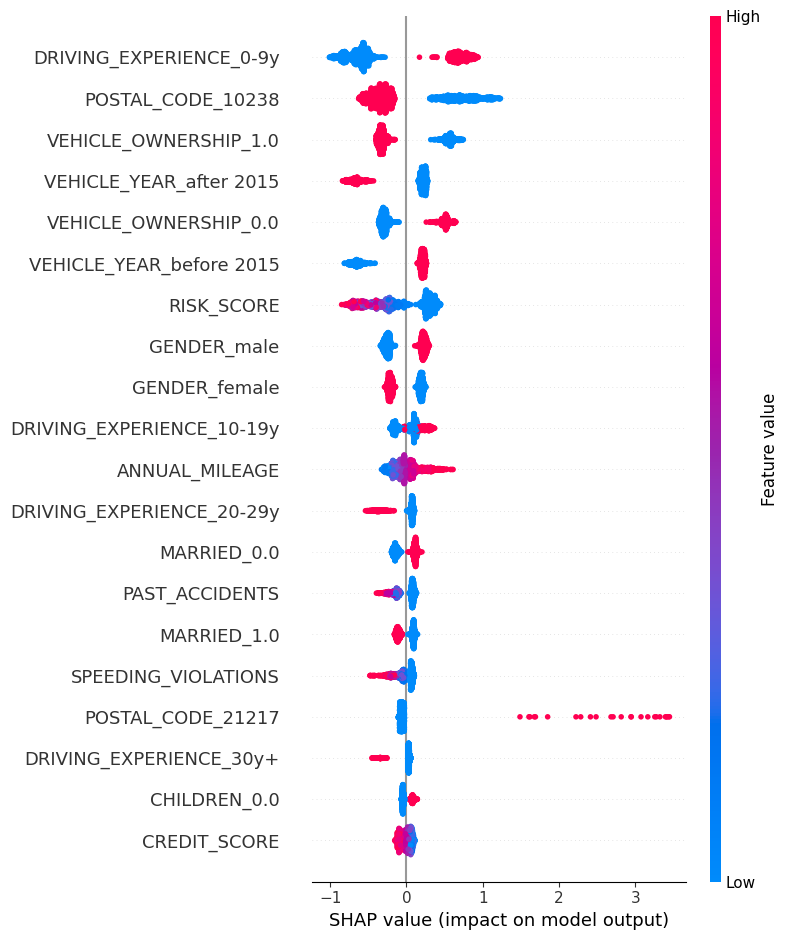 High
DRIVING_EXPERIENCE_0-9y
POSTAL_CODE_10238
VEHICLE_OWNERSHIP_1.0
VEHICLE_YEAR_after 2015
VEHICLE_OWNERSHIP_0.0
VEHICLE_YEAR_before 2015
RISK_SCORE
GENDER_male
GENDER_female
DRIVING_EXPERIENCE_10-19y
ANNUAL_MILEAGE
DRIVING_EXPERIENCE_20-29y
MARRIED_0.0
PAST_ACCIDENTS
MARRIED_1.0
SPEEDING_VIOLATIONS
POSTAL_CODE_21217
DRIVING_EXPERIENCE_30y+
CHILDREN_0.0
CREDIT_SCORE
Feature value
Low
−1 0 1 2 3
SHAP value (impact on model output)